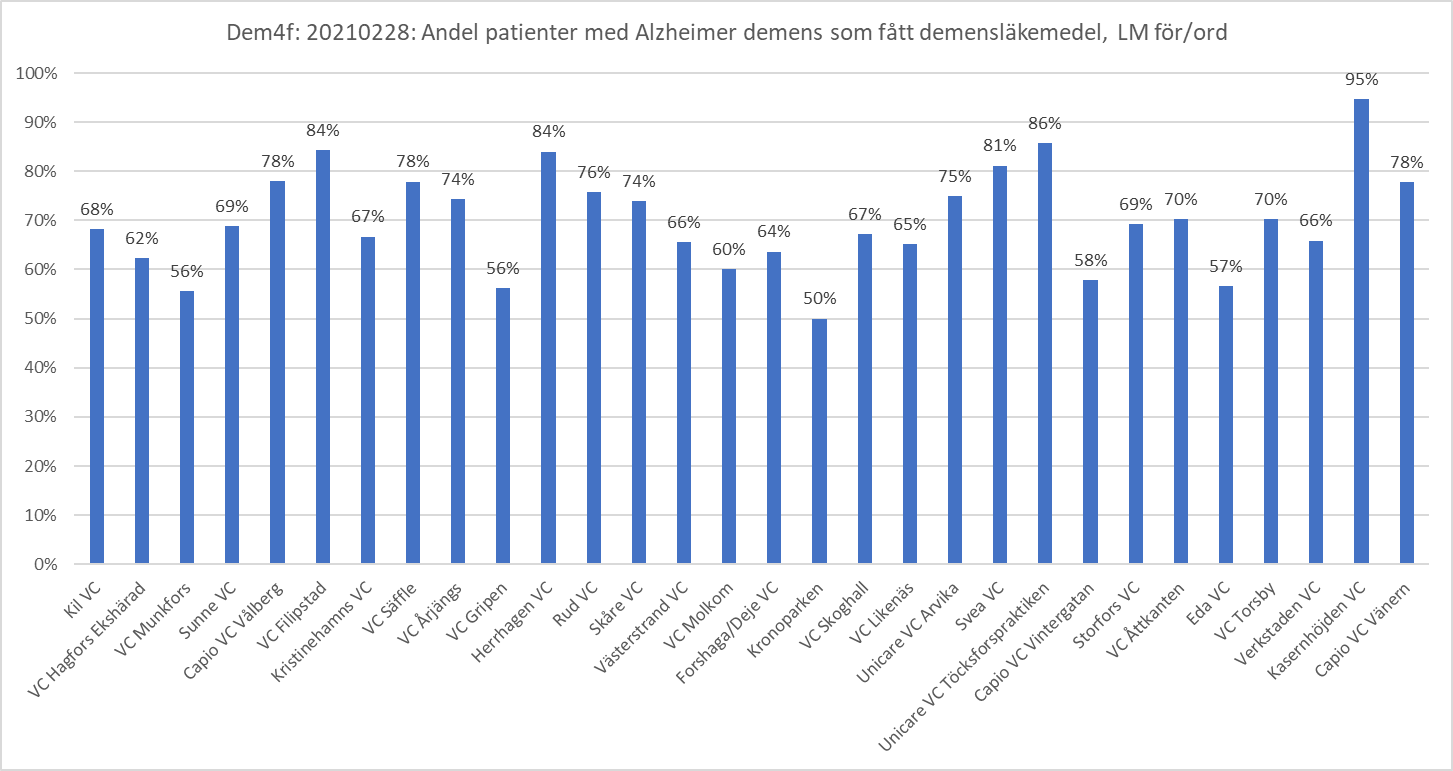 Dem4f: 20210228: Andel patienter med Alzheimer demens som fått demensläkemedel, LM för/ord
100%
90%
80%
70%
60%
50%
40%
30%
20%
10%
0%
68%
62%
56%
69%
78%
84%
67%
78%
74%
56%
84%
76%
74%
66%
60%
64%
50%
67%
65%
75%
81%
86%
58%
69%
70%
57%
70%
66%
95%
78%
Kil VC
VC Hagfors Ekshärad
VC Munkfors
Sunne VC
Capio VC Vålberg
VC Filipstad
Kristinehamns VC
VC Säffle
VC Årjängs
VC Gripen
Herrhagen VC
Rud VC
Skåre VC
Västerstrand VC
VC Molkom
Forshaga/Deje VC
Kronoparken
VC Skoghall
VC Likenäs
Unicare VC Arvika
Svea VC
Unicare VC Töcksforspraktiken
Capio VC Vintergatan
Storfors VC
VC Åttkanten
Eda VC
VC Torsby
Verkstaden VC
Kasernhöjden VC
Capio VC Vänern